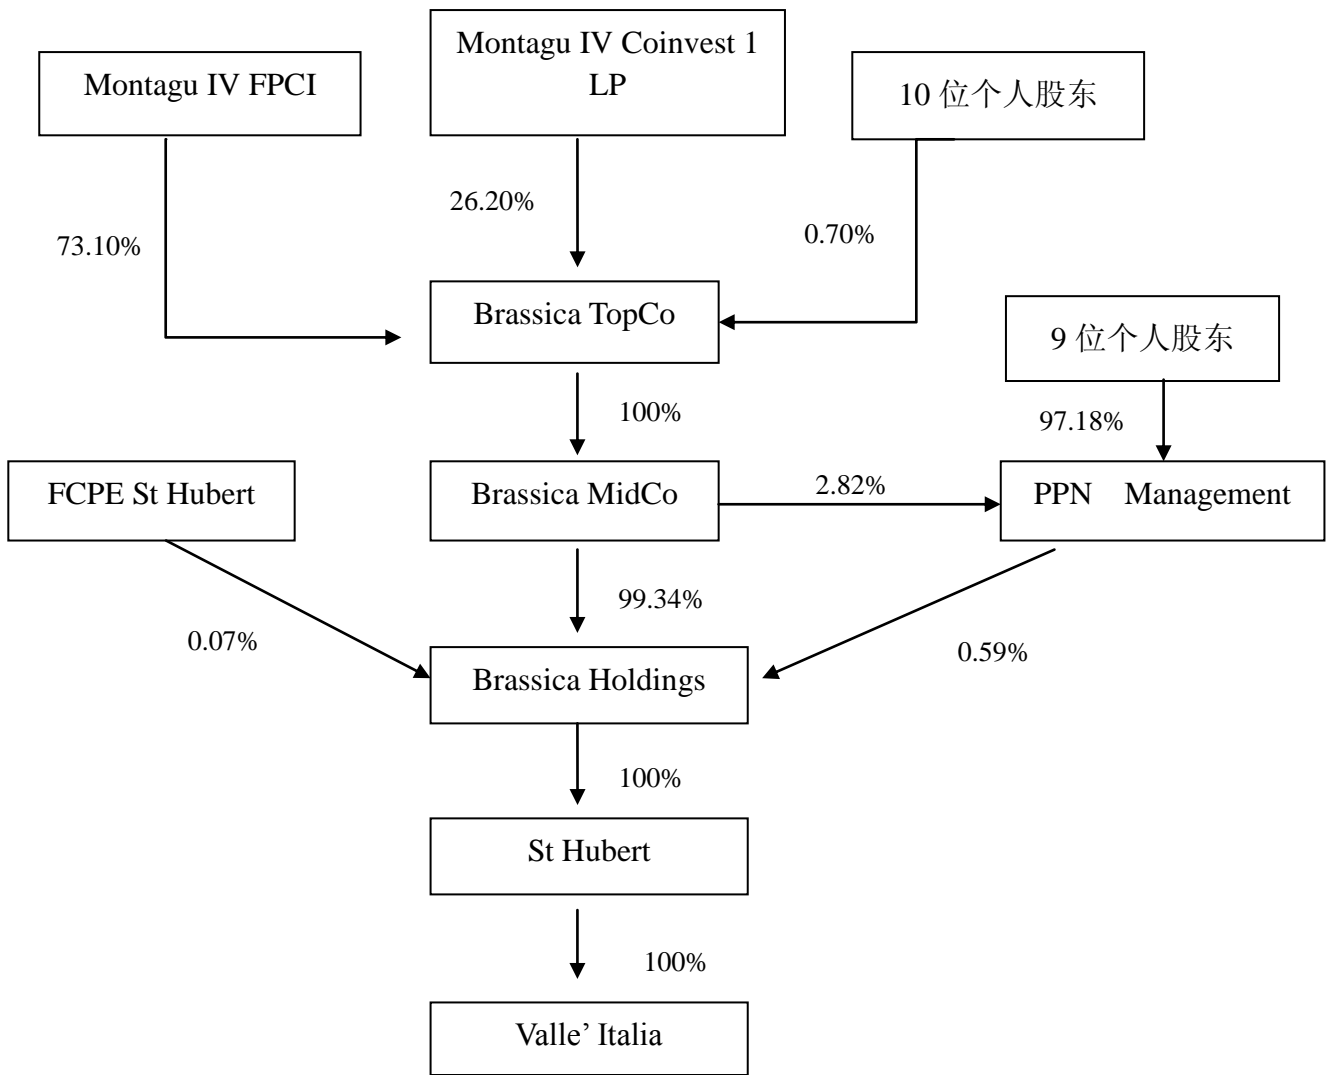 Montagu IV FPCI
Montagu IV Coinvest 1
LP
10 位个人股东
73.10%
26.20%
0.70%
Brassica TopCo
9 位个人股东
100%
97.18%
FCPE St Hubert
Brassica MidCo
2.82%
PPN Management
99.34%
0.07%
0.59%
Brassica Holdings
100%
St Hubert
100%
Valle’ Italia